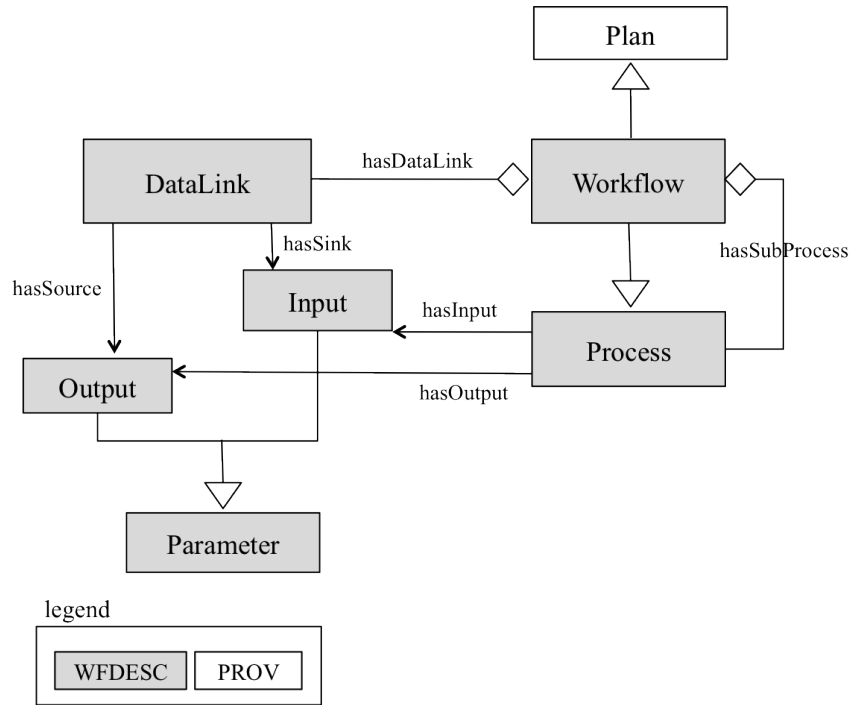 Plan
hasDataLink
DataLink
Workflow
hasSink
hasSubProcess
hasSource
Input
hasInput
Process
Output
hasOutput
Parameter
legend
WFDESC
PROV